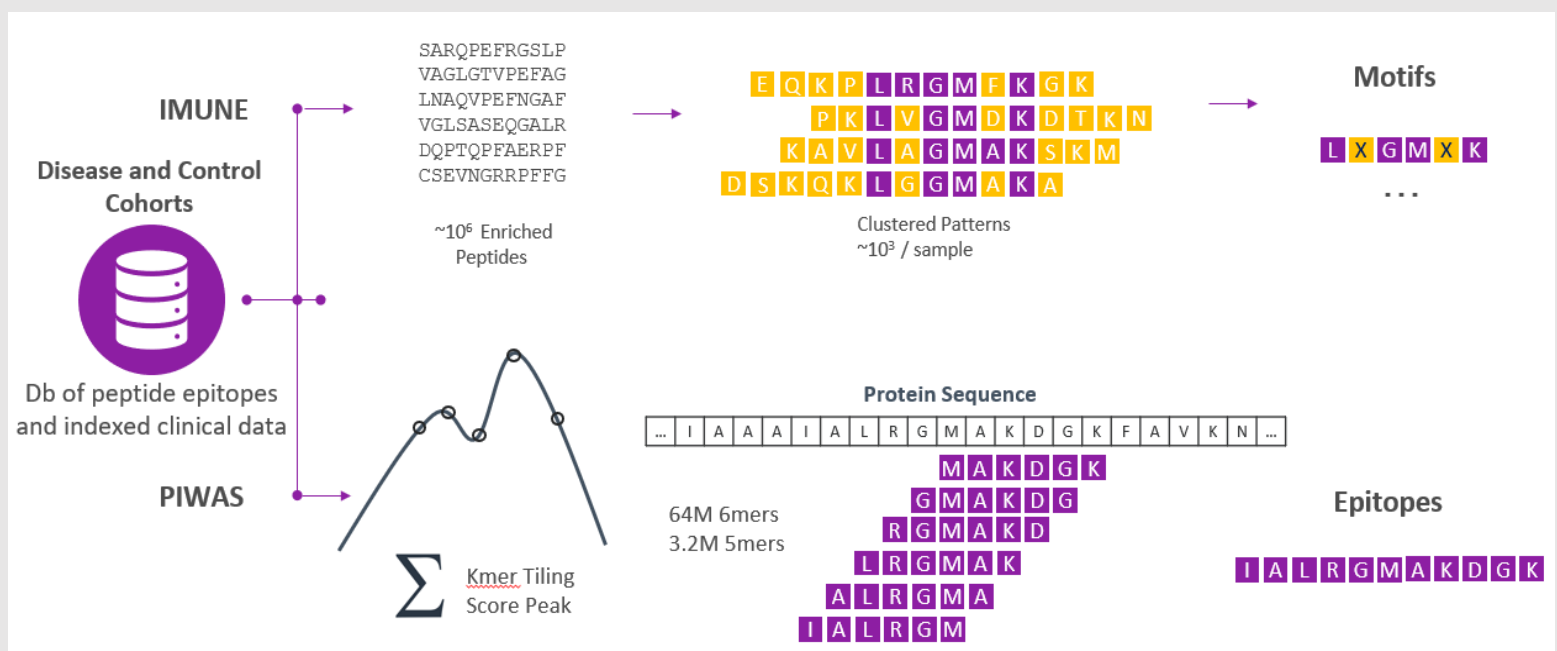 IMUNE
Disease and Control
Cohorts
Db of peptide epitopes
and indexed clinical data
PIWAS
SARQPEFRGSLP
VAGLGTVPEFAG
LNAQVPEFNGAF
VGLSASEQGALR
DQPTQPFAERPF
CSEVNGRRPFFG
~10⁶ Enriched
Peptides
E Q K P L R G M F K G K
P K L V G M D K D T K N
K A V L A G M A K S K M
D S K Q K L G G M A K A
Clustered Patterns
~10³ / sample
Motifs
L X G M X K
...
Σ
Kmer Tiling
Score Peak
Protein Sequence
... I A A A I A L R G M A K D G K F A V K N ...
64M 6mers
3.2M 5mers
M A K D G K
G M A K D G
R G M A K D
L R G M A K
A L R G M A
I A L R G M
Epitopes
I A L R G M A K D G K